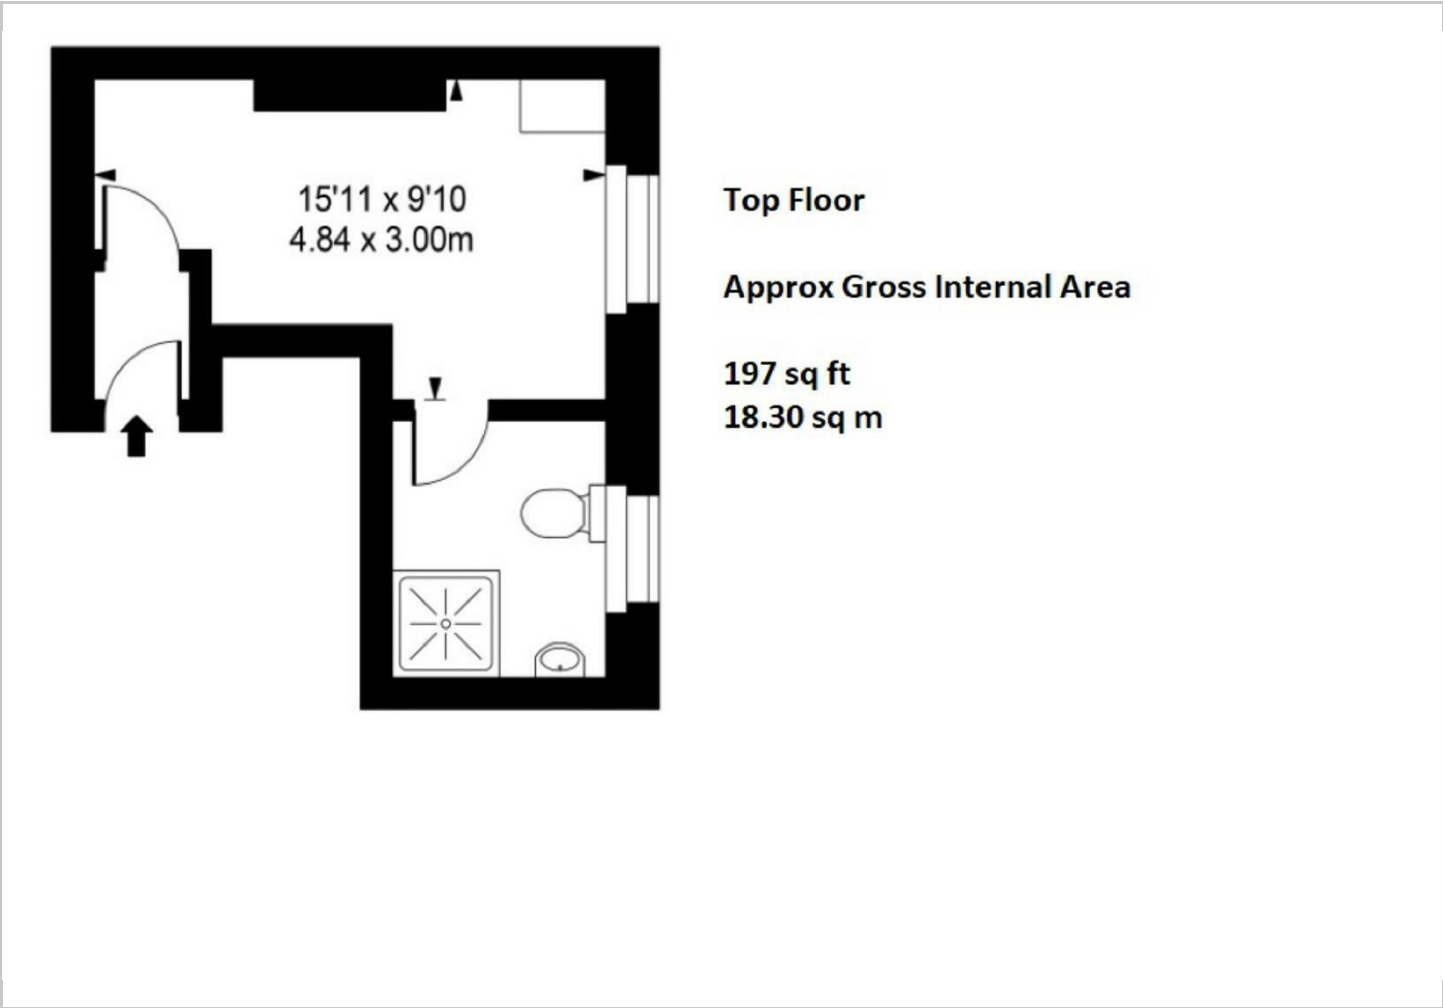 15'11 x 9'10
4.84 x 3.00m
Top Floor
Approx Gross Internal Area
197 sq ft
18.30 sq m